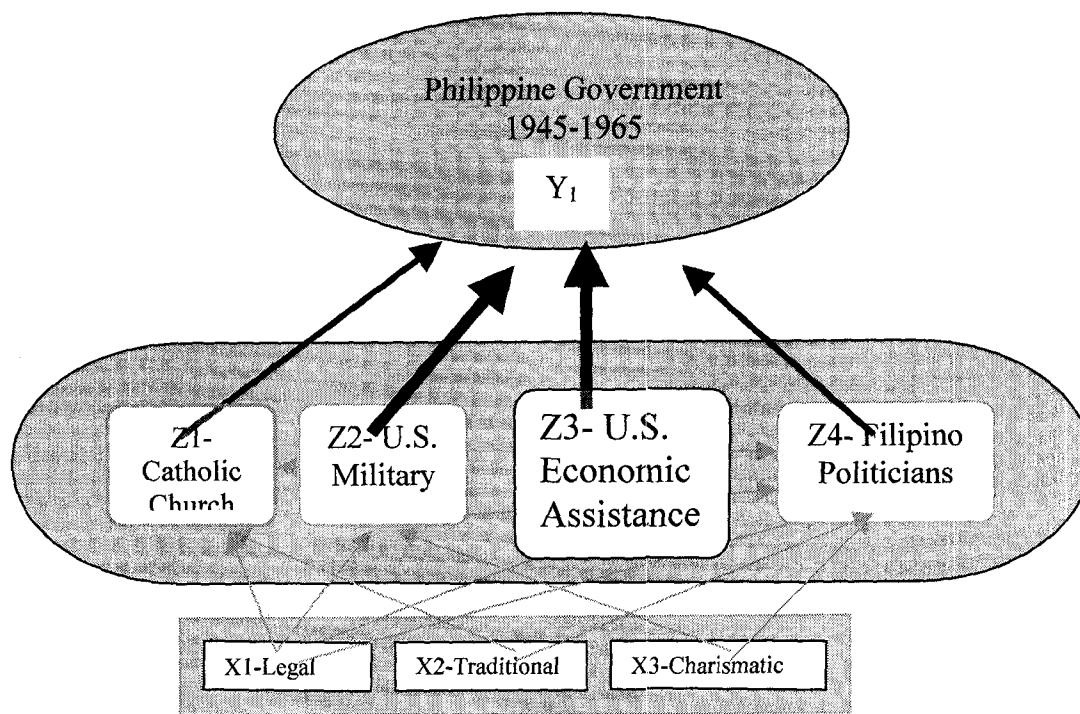 Philippine Government
1945-1965
Y₁
Z1-
Catholic
Church
Z2- U.S.
Military
Z3- U.S.
Economic
Assistance
Z4- Filipino
Politicians
X1-Legal
X2-Traditional
X3-Charismatic